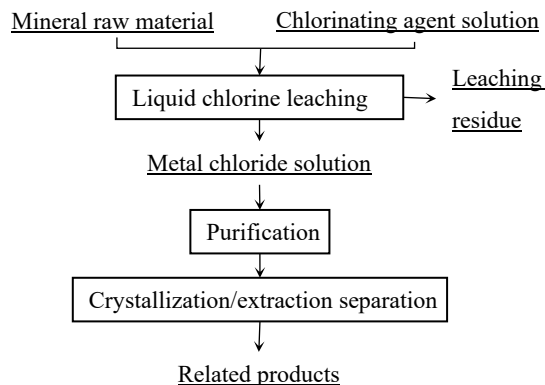 Mineral raw material
Chlorinating agent solution
Liquid chlorine leaching
Leaching
residue
Metal chloride solution
Purification
Crystallization/extraction separation
Related products